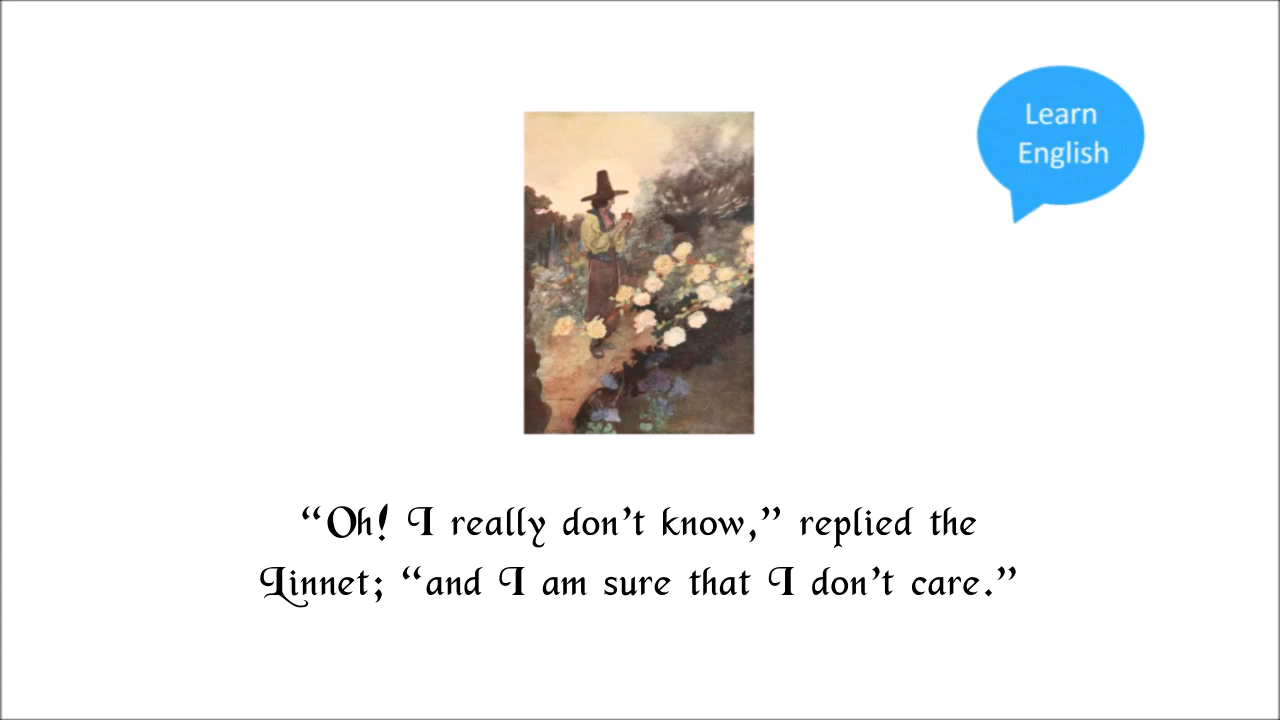 Learn
English
“Oh! I really don’t know,” replied the
Linnet; “and I am sure that I don’t care.”